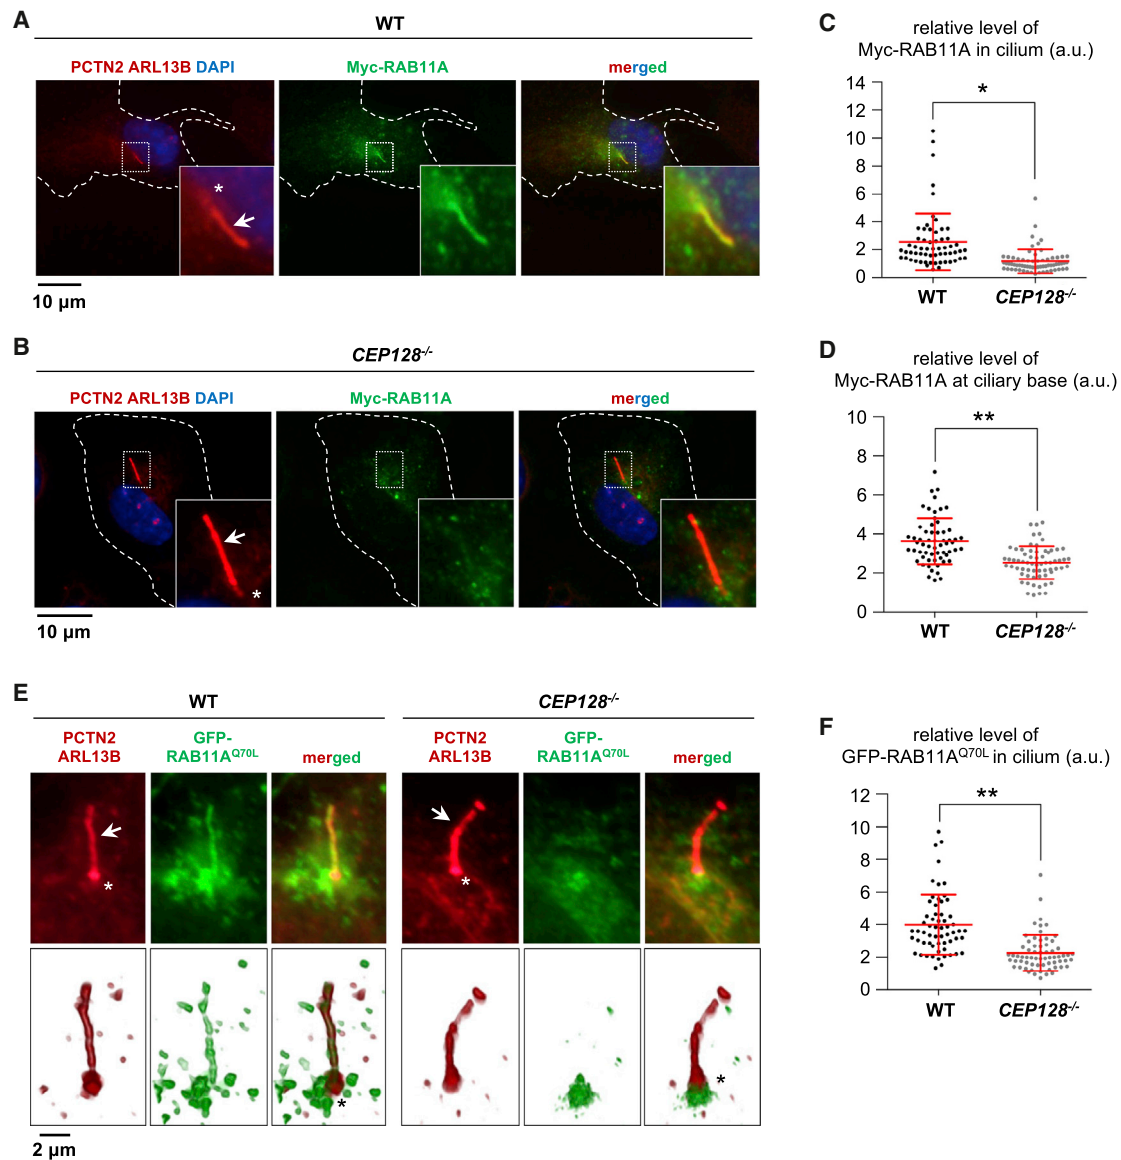 A
WT
PCTN2 ARL13B DAPI
Myc-RAB11A
merged
*
10 µm
B
CEP128-/-
PCTN2 ARL13B DAPI
Myc-RAB11A
merged
*
10 µm
C
relative level of
Myc-RAB11A in cilium (a.u.)
14
12
10
8
6
4
2
0
*
WT
CEP128-/-
D
relative level of
Myc-RAB11A at ciliary base (a.u.)
10
8
6
4
2
0
**
WT
CEP128-/-
E
WT
CEP128-/-
PCTN2
ARL13B
GFP-
RAB11AQ70L
merged
PCTN2
ARL13B
GFP-
RAB11AQ70L
merged
*
*
*
*
2 µm
F
relative level of
GFP-RAB11AQ70L in cilium (a.u.)
12
10
8
6
4
2
0
**
WT
CEP128-/-